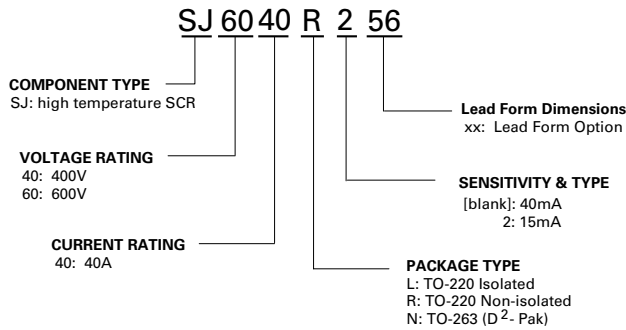 SJ 60 40 R 2 56
COMPONENT TYPE
SJ: high temperature SCR
VOLTAGE RATING
40: 400V
60: 600V
CURRENT RATING
40: 40A
Lead Form Dimensions
xx: Lead Form Option
SENSITIVITY & TYPE
[blank]: 40mA
2: 15mA
PACKAGE TYPE
L: TO-220 Isolated
R: TO-220 Non-isolated
N: TO-263 (D²- Pak)